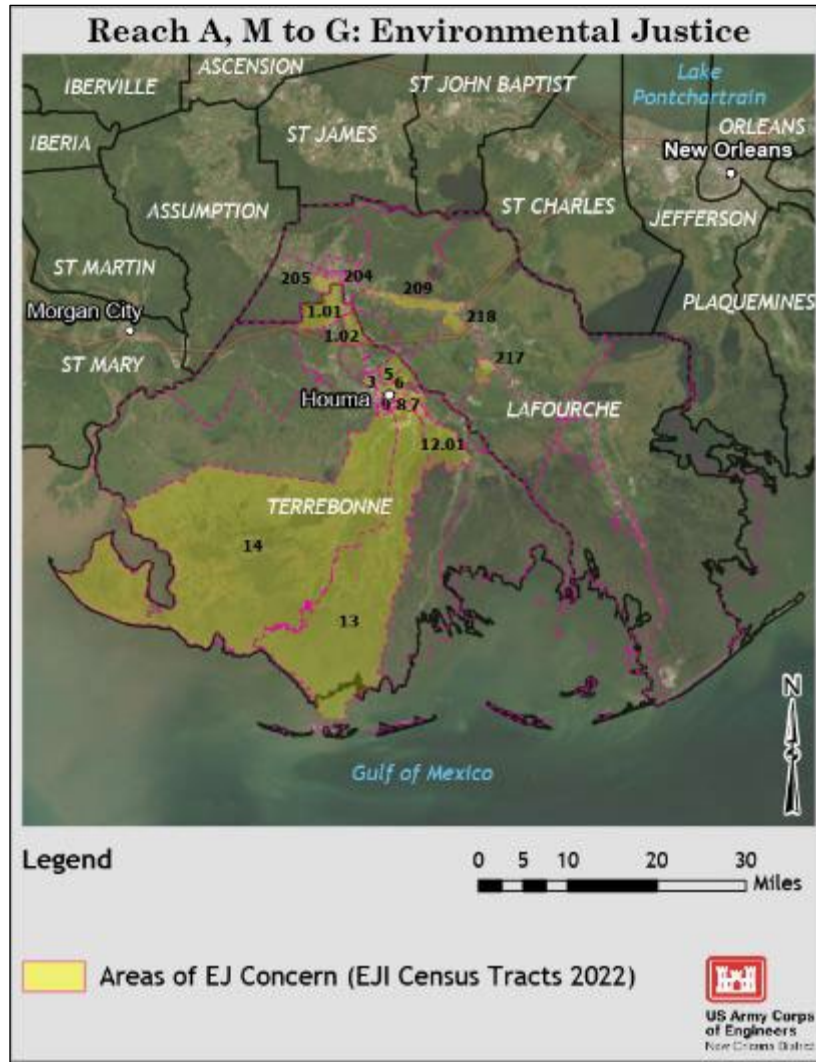 Reach A, M to G: Environmental Justice
ASCENSION
IBERVILLE
ST JOHN BAPTIST
Lake
Pontchartrain
IBERIA
ST JAMES
ORLEANS
New Orleans
ASSUMPTION
ST CHARLES
JEFFERSON
ST MARTIN
205
204
209
PLAQUEMINES
Morgan City
1.01
218
ST MARY
1.02
217
5
3
6
Houma
8
7
LAFOURCHE
12.01
TERREBONNE
14
13
N
Gulf of Mexico
Legend
0 5 10 20 30
Miles
Areas of EJ Concern (EJI Census Tracts 2022)
US Army Corps
of Engineers
New Orleans District